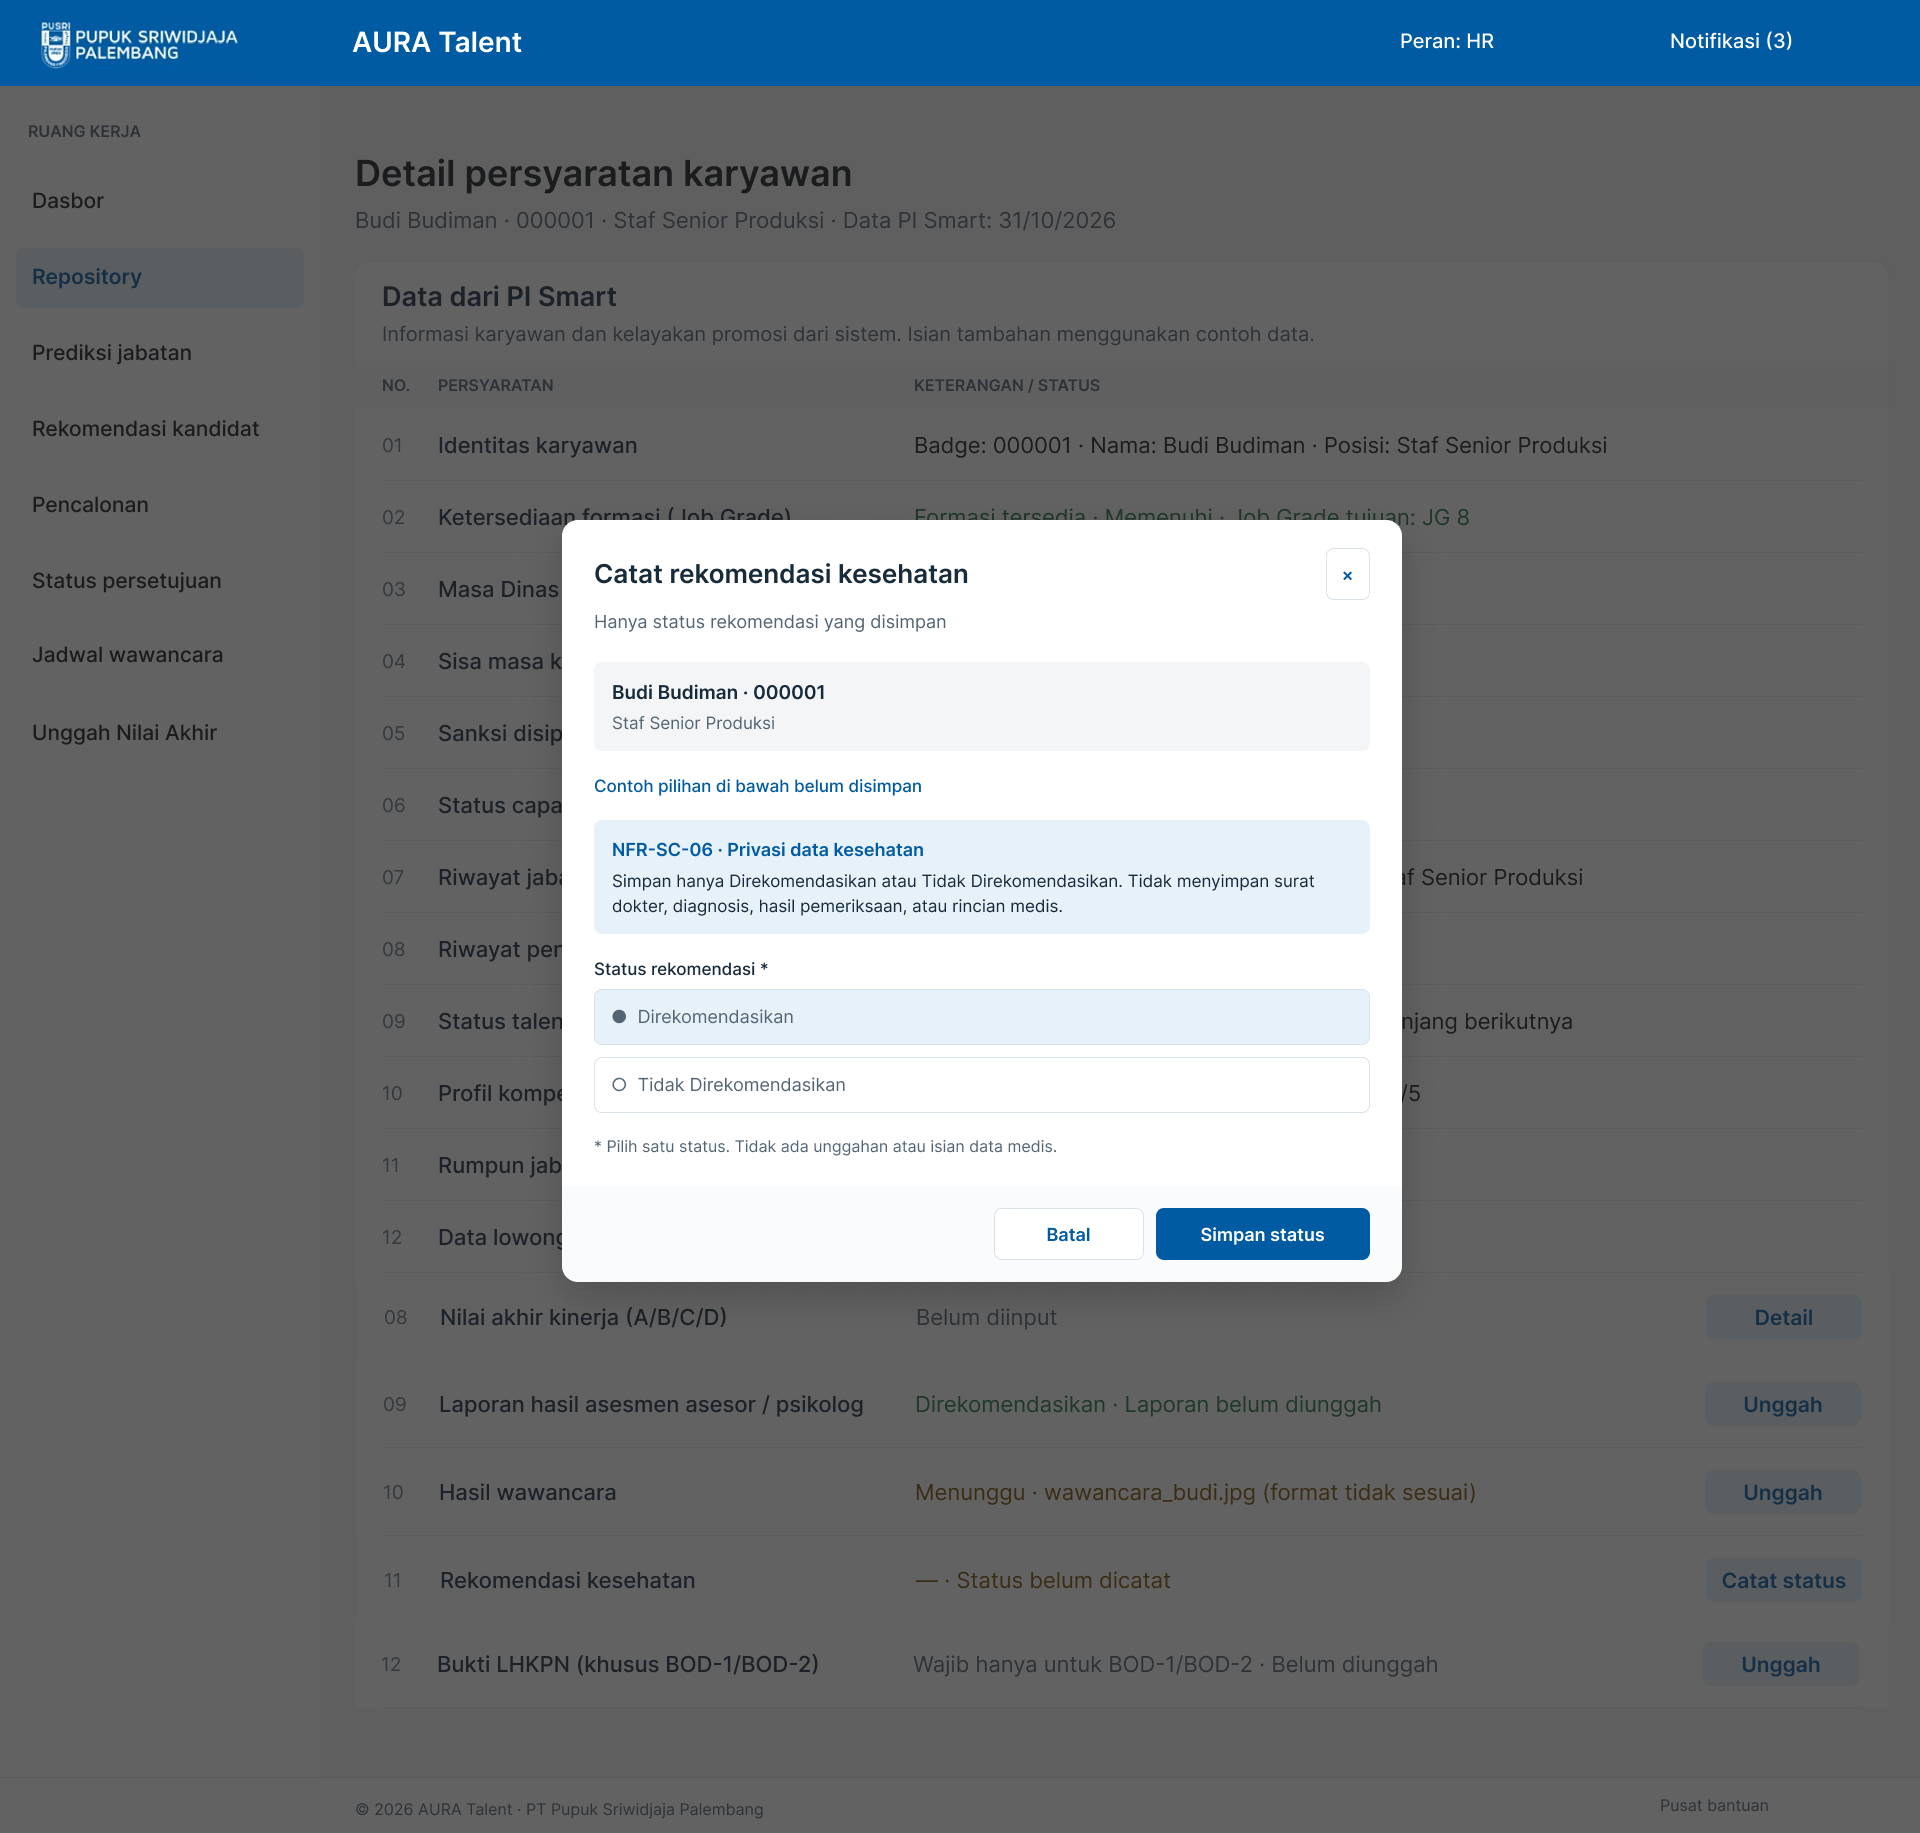 PUSRI
PUPUK SRIWIDJAJA
PALEMBANG
AURA Talent
Peran: HR
Notifikasi (3)
RUANG KERJA
Dasbor
Repository
Prediksi jabatan
Rekomendasi kandidat
Pencalonan
Status persetujuan
Jadwal wawancara
Unggah Nilai Akhir
Detail persyaratan karyawan
Budi Budiman · 000001 · Staf Senior Produksi · Data PI Smart: 31/10/2026
Data dari PI Smart
Informasi karyawan dan kelayakan promosi dari sistem. Isian tambahan menggunakan contoh data.
NO. PERSYARATAN KETERANGAN / STATUS
01 Identitas karyawan Badge: 000001 · Nama: Budi Budiman · Posisi: Staf Senior Produksi
02 Ketersediaan formasi (Job Grade) Formasi tersedia · Memenuhi · Job Grade tujuan: JG 8
03 Masa Dinas
04 Sisa masa
05 Sanksi
06 Status
07 Riwayat Senior Produksi
08 Riwayat
09 Status berikutnya
10 Profil /5
11 Rumpun
12 Data
Catat rekomendasi kesehatan
×
Hanya status rekomendasi yang disimpan
Budi Budiman · 000001
Staf Senior Produksi
Contoh pilihan di bawah belum disimpan
NFR-SC-06 · Privasi data kesehatan
Simpan hanya Direkomendasikan atau Tidak Direkomendasikan. Tidak menyimpan surat
dokter, diagnosis, hasil pemeriksaan, atau rincian medis.
Status rekomendasi *
Direkomendasikan
Tidak Direkomendasikan
* Pilih satu status. Tidak ada unggahan atau isian data medis.
Batal
Simpan status
08 Nilai akhir kinerja (A/B/C/D) Belum diinput Detail
09 Laporan hasil asesmen asesor / psikolog Direkomendasikan · Laporan belum diunggah Unggah
10 Hasil wawancara Menunggu · wawancara_budi.jpg (format tidak sesuai) Unggah
11 Rekomendasi kesehatan — · Status belum dicatat Catat status
12 Bukti LHKPN (khusus BOD-1/BOD-2) Wajib hanya untuk BOD-1/BOD-2 · Belum diunggah Unggah
© 2026 AURA Talent · PT Pupuk Sriwidjaja Palembang
Pusat bantuan